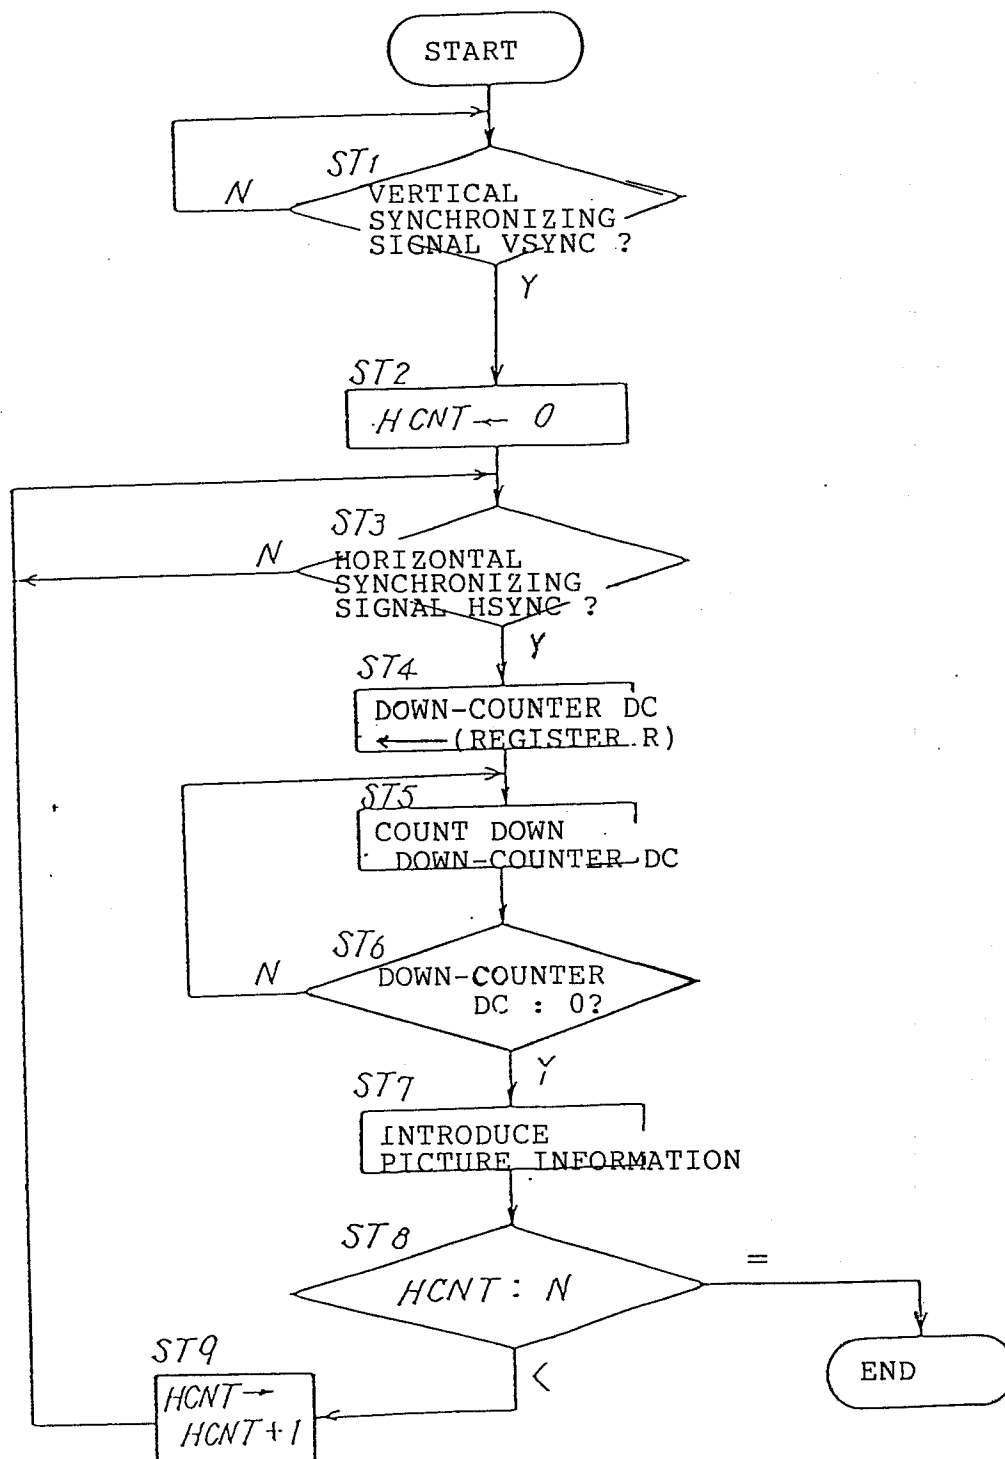 START
ST1
N
VERTICAL
SYNCHRONIZING
SIGNAL VSYNC ?
Y
ST2
HCNT ← 0
ST3
N
HORIZONTAL
SYNCHRONIZING
SIGNAL HSYNC ?
Y
ST4
DOWN-COUNTER DC
← (REGISTER R)
ST5
COUNT DOWN
DOWN-COUNTER DC
ST6
N
DOWN-COUNTER
DC : 0?
Y
ST7
INTRODUCE
PICTURE INFORMATION
ST8
HCNT : N
=
<
END
ST9
HCNT →
HCNT + 1